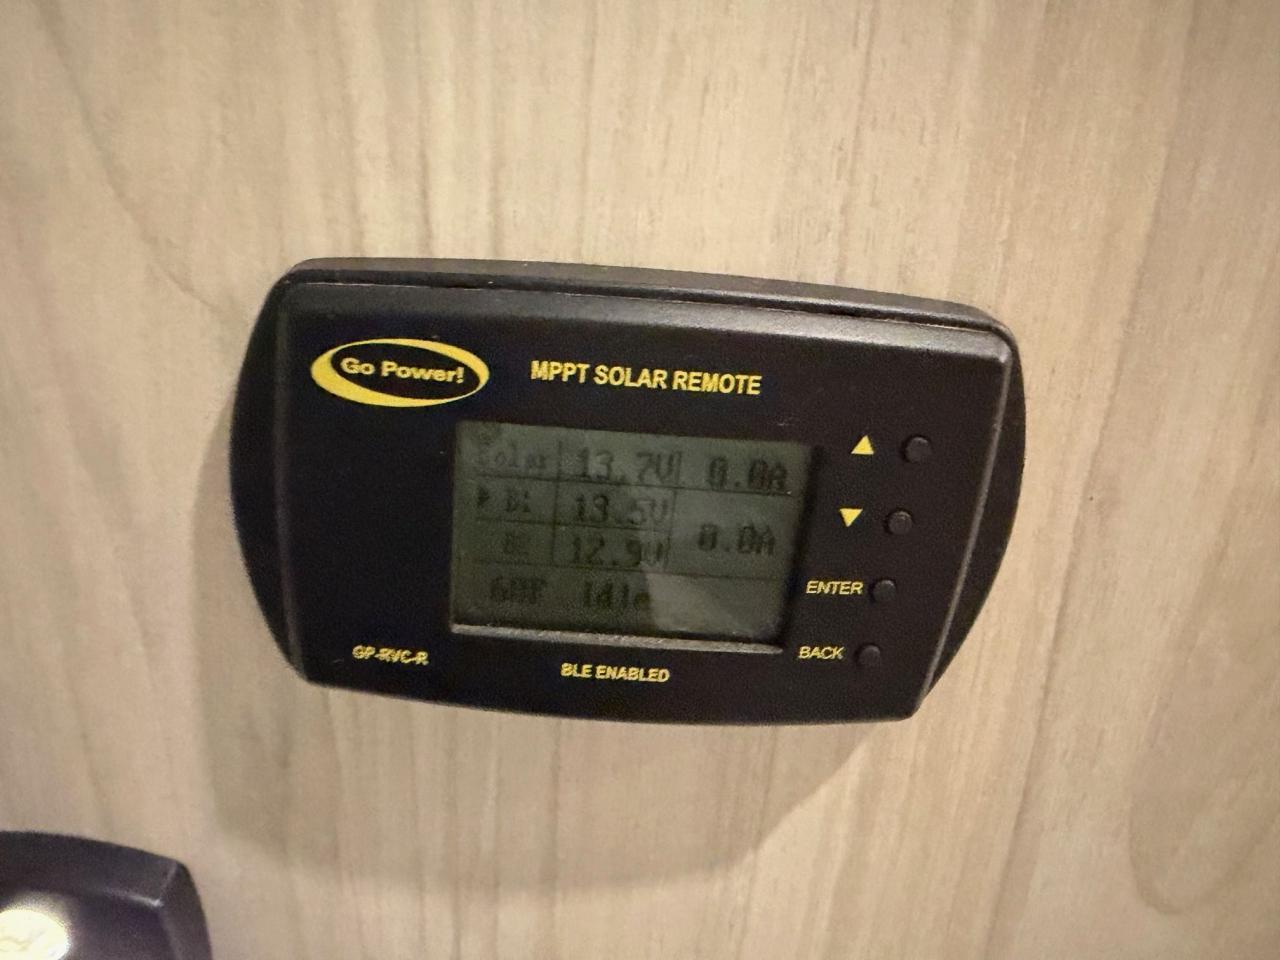 Go Power!
MPPT SOLAR REMOTE
Solar 13.7V 0.0A
B1 13.5V
0.0A
B2 12.9V
Idle
ENTER
BACK
GP-RVC-R
BLE ENABLED